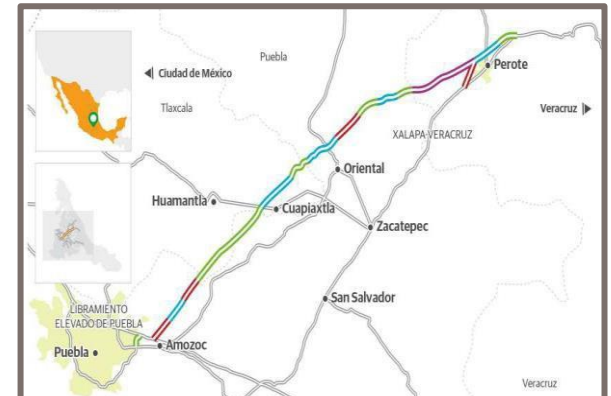 Puebla
Ciudad de México
Perote
Tlaxcala
Veracruz
XALAPA-VERACRUZ
Oriental
Huamantla
Cuapiaxtla
Zacatepec
San Salvador
LIBRAMIENTO
ELEVADO DE PUEBLA
Amozoc
Puebla
Veracruz